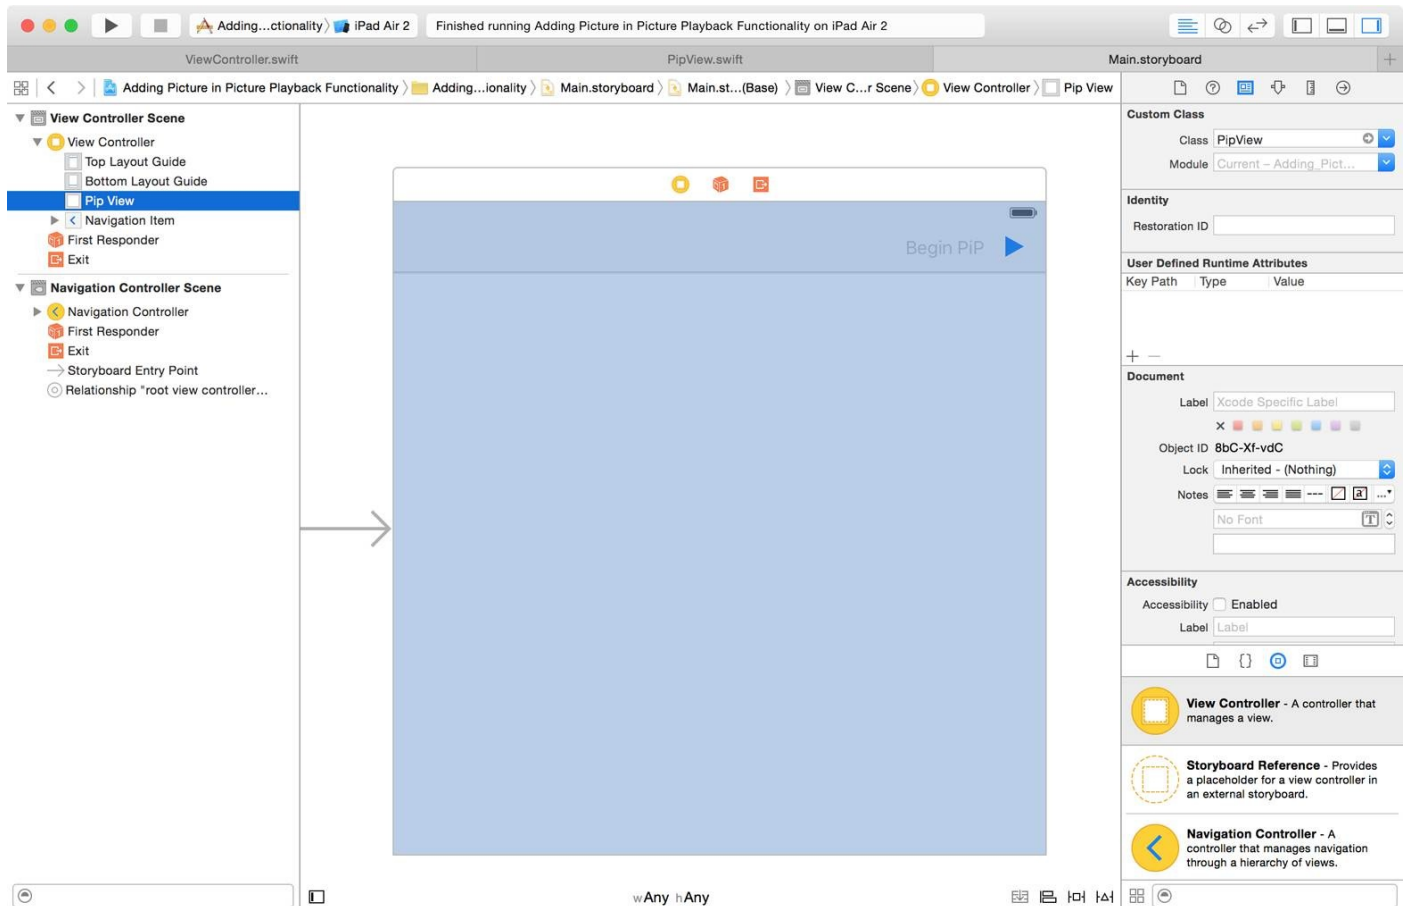 Adding...ctionality iPad Air 2 Finished running Adding Picture in Picture Playback Functionality on iPad Air 2
ViewController.swift PipView.swift Main.storyboard
Adding Picture in Picture Playback Functionality Adding...ionality Main.storyboard Main.st...(Base) View C...r Scene View Controller Pip View
View Controller Scene
View Controller
Top Layout Guide
Bottom Layout Guide
Pip View
Navigation Item
First Responder
Exit
Navigation Controller Scene
Navigation Controller
First Responder
Exit
Storyboard Entry Point
Relationship "root view controller...
Begin PiP
wAny hAny
Custom Class
Class PipView
Module Current – Adding_Pict...
Identity
Restoration ID
User Defined Runtime Attributes
Key Path Type Value
Document
Label Xcode Specific Label
Object ID 8bC-Xf-vdC
Lock Inherited - (Nothing)
Notes
No Font
Accessibility
Accessibility Enabled
Label Label
View Controller - A controller that
manages a view.
Storyboard Reference - Provides
a placeholder for a view controller in
an external storyboard.
Navigation Controller - A
controller that manages navigation
through a hierarchy of views.